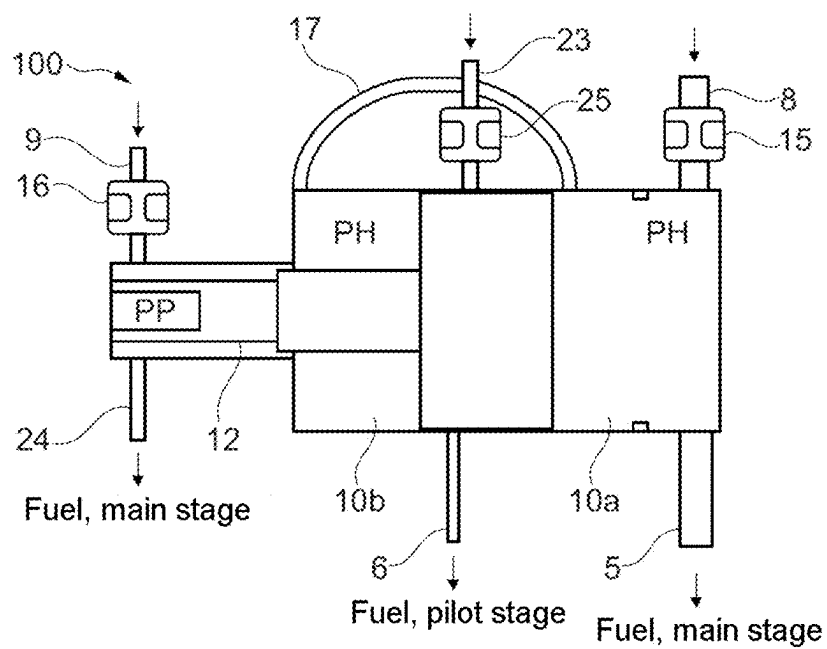 17
23
100
8
9
25
15
16
PH
PH
PP
24
12
10b
10a
Fuel, main stage
6
5
Fuel, pilot stage
Fuel, main stage